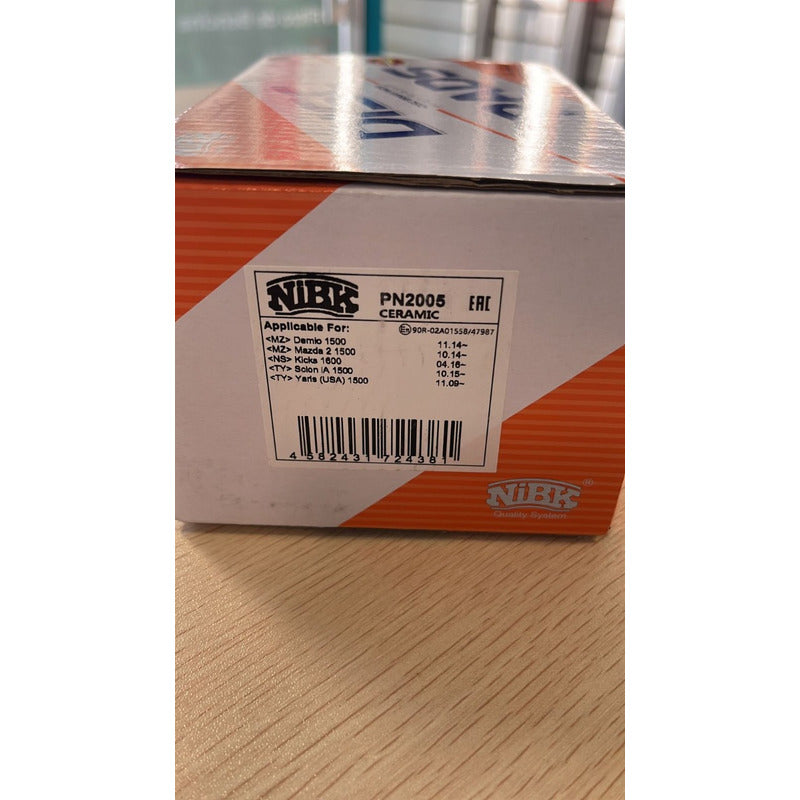 NiBK
PN2005
EAC
CERAMIC
Applicable For:
90R-02A01558/47987
<MZ> Demio 1500 11.14~
<MZ> Mazda 2 1500 10.14~
<NS> Kicks 1600 04.16~
<TY> Scion iA 1500 10.15~
<TY> Yaris (USA) 1500 11.09~
4 582431 724381
NiBK®
Quality System